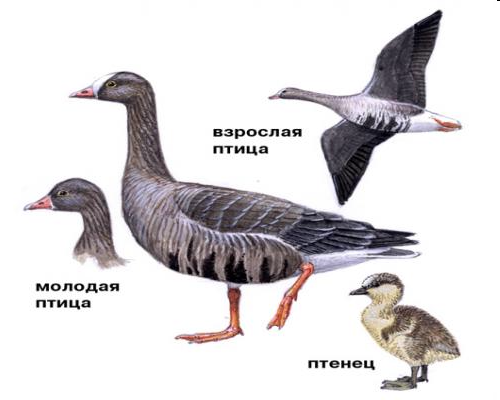 взрослая
птица
молодая
птица
птенец